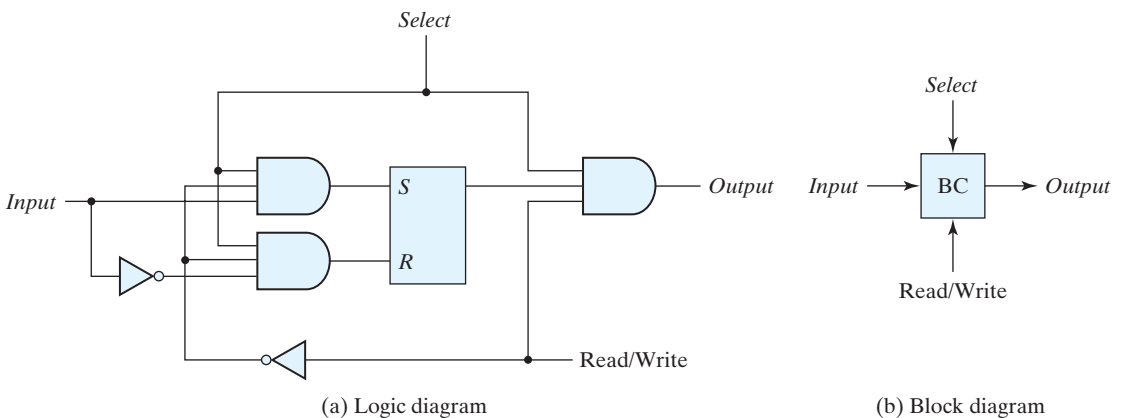 Select
Input
S
R
Output
Read/Write
(a) Logic diagram
Select
Input
BC
Output
Read/Write
(b) Block diagram